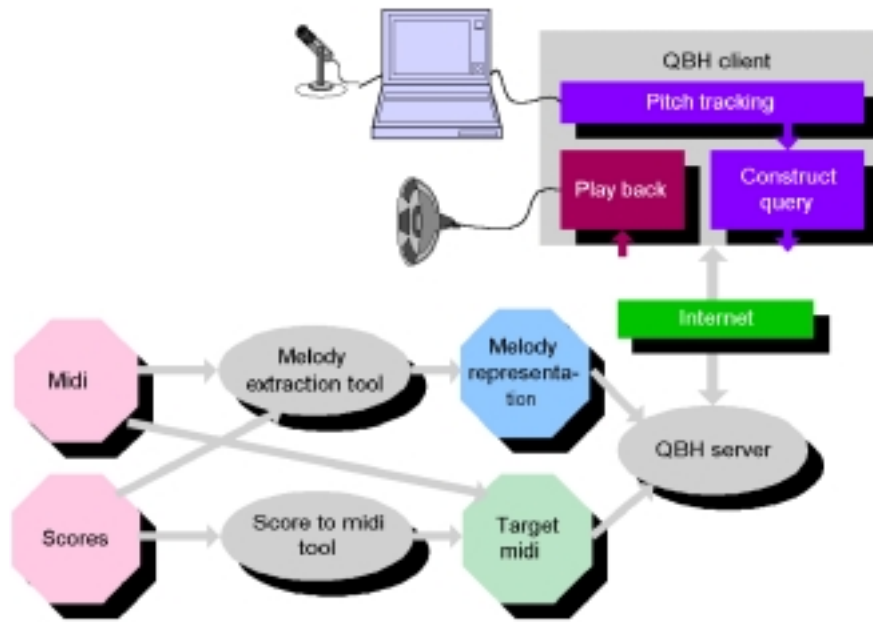 QBH client
Pitch tracking
Play back
Construct
query
Internet
Midi
Melody
extraction tool
Melody
representa-
tion
QBH server
Scores
Score to midi
tool
Target
midi